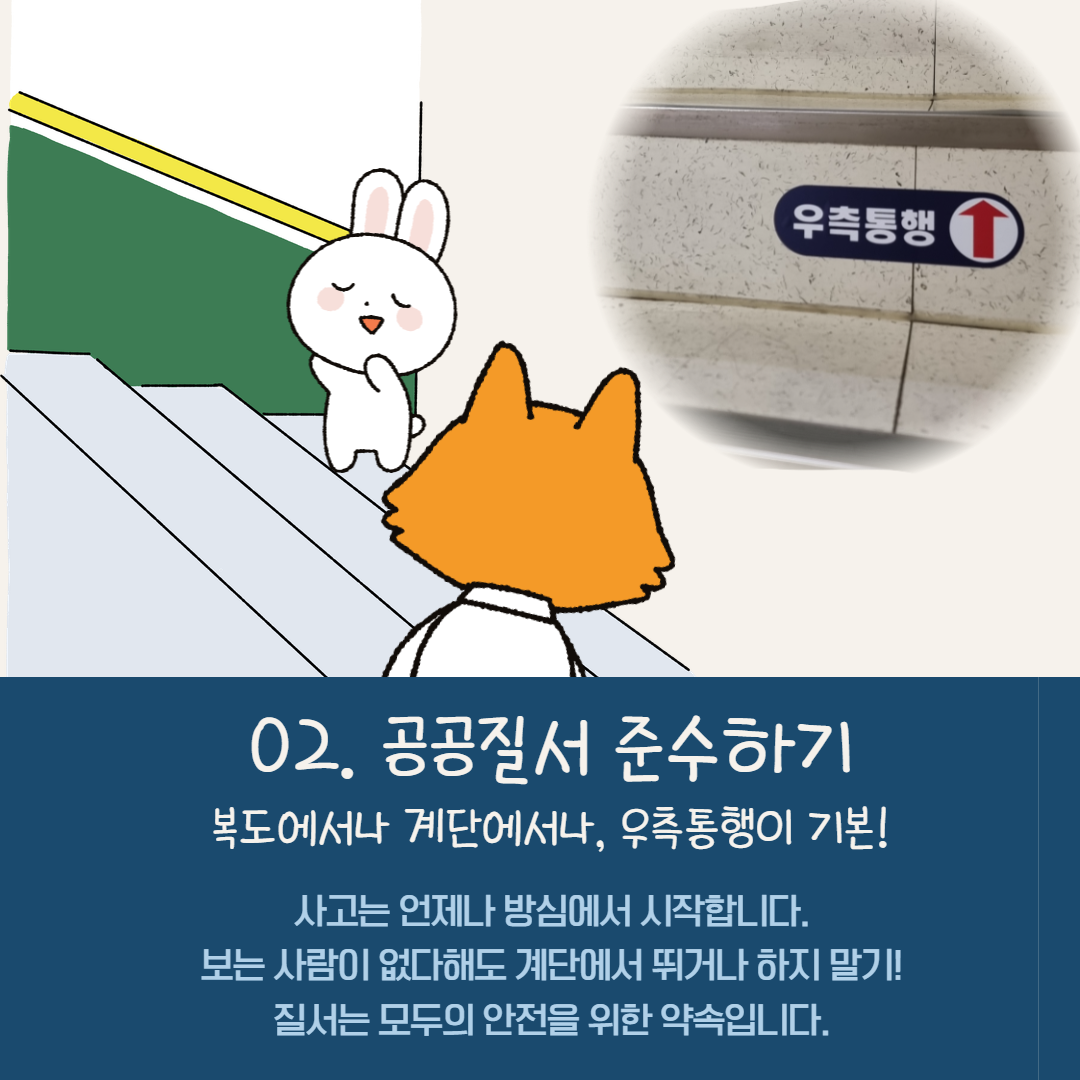 우측통행
02. 공공질서 준수하기
복도에서나 계단에서나, 우측통행이 기본!
사고는 언제나 방심에서 시작합니다.
보는 사람이 없다해도 계단에서 뛰거나 하지 말기!
질서는 모두의 안전을 위한 약속입니다.